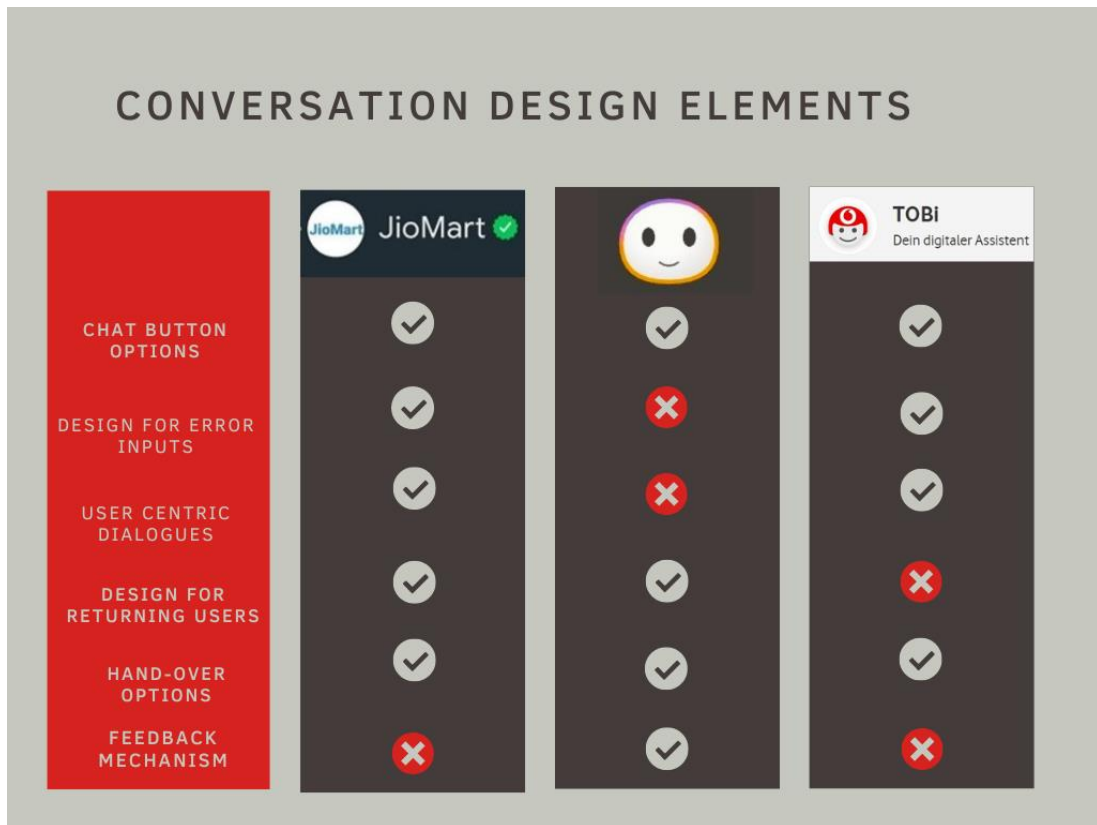 CONVERSATION DESIGN ELEMENTS
JioMart
JioMart
TOBi
Dein digitaler Assistent
CHAT BUTTON
OPTIONS
DESIGN FOR ERROR
INPUTS
USER CENTRIC
DIALOGUES
DESIGN FOR
RETURNING USERS
HAND-OVER
OPTIONS
FEEDBACK
MECHANISM